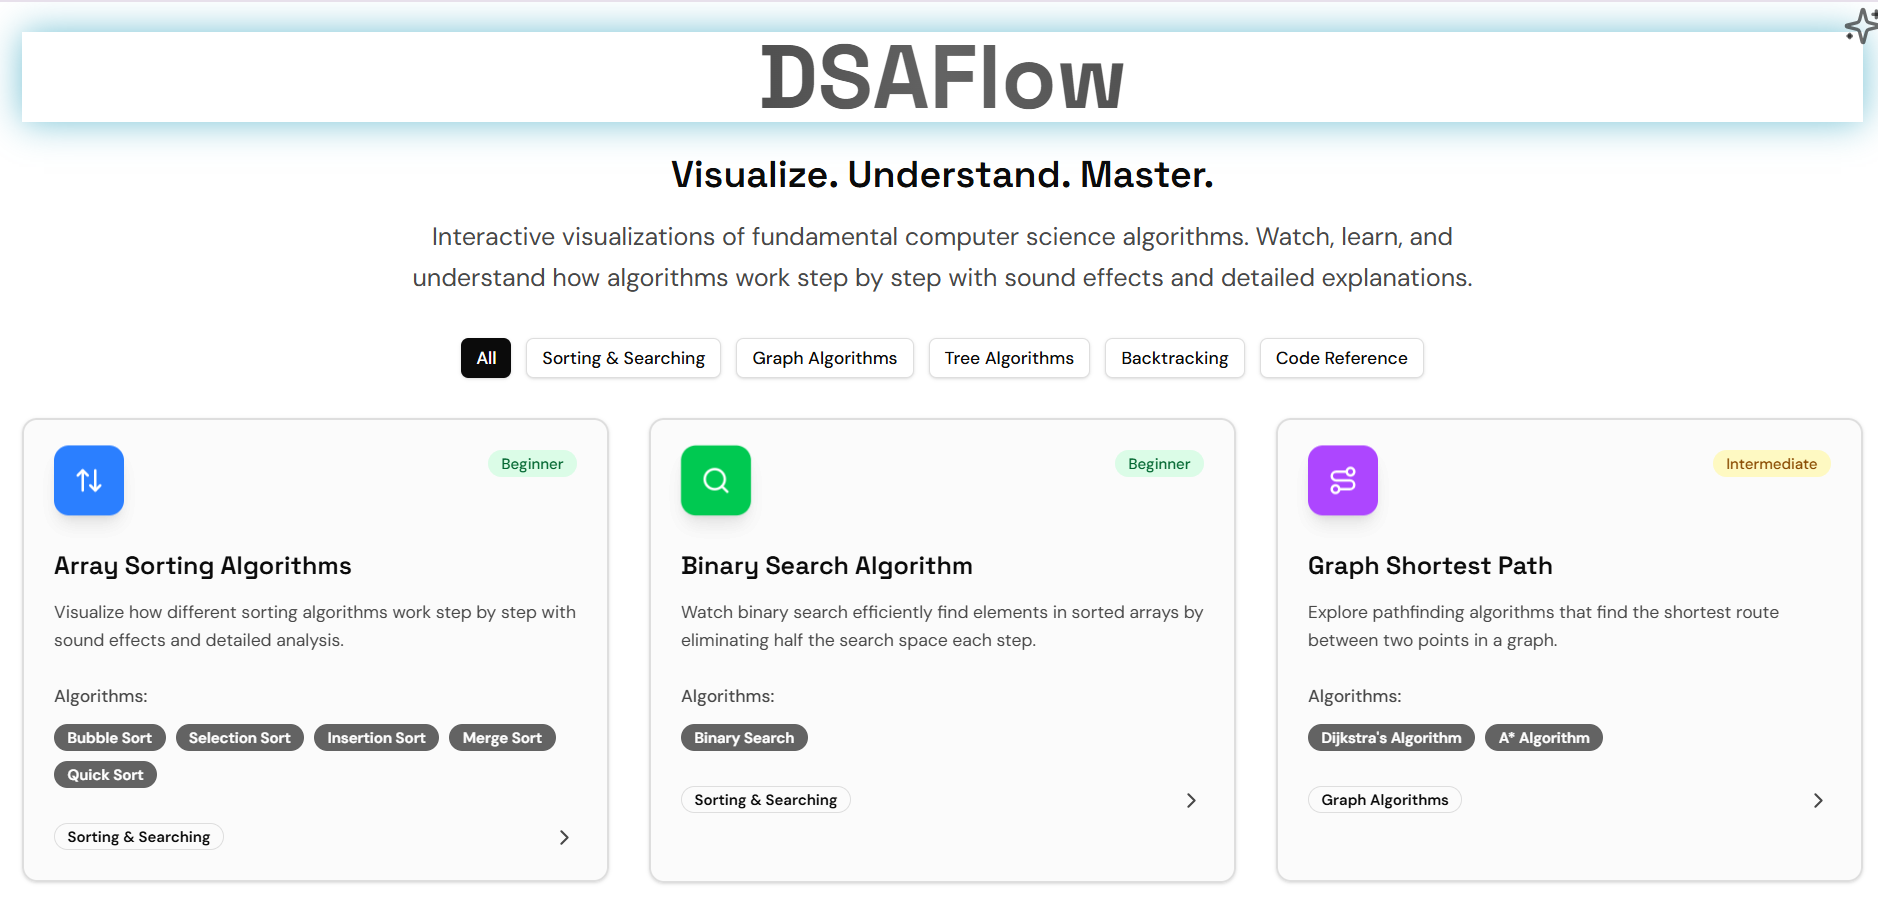 DSAFlow
Visualize. Understand. Master.
Interactive visualizations of fundamental computer science algorithms. Watch, learn, and
understand how algorithms work step by step with sound effects and detailed explanations.
All
Sorting & Searching
Graph Algorithms
Tree Algorithms
Backtracking
Code Reference
Beginner
Array Sorting Algorithms
Visualize how different sorting algorithms work step by step with
sound effects and detailed analysis.
Algorithms:
Bubble Sort
Selection Sort
Insertion Sort
Merge Sort
Quick Sort
Sorting & Searching
Beginner
Binary Search Algorithm
Watch binary search efficiently find elements in sorted arrays by
eliminating half the search space each step.
Algorithms:
Binary Search
Sorting & Searching
Intermediate
Graph Shortest Path
Explore pathfinding algorithms that find the shortest route
between two points in a graph.
Algorithms:
Dijkstra's Algorithm
A* Algorithm
Graph Algorithms